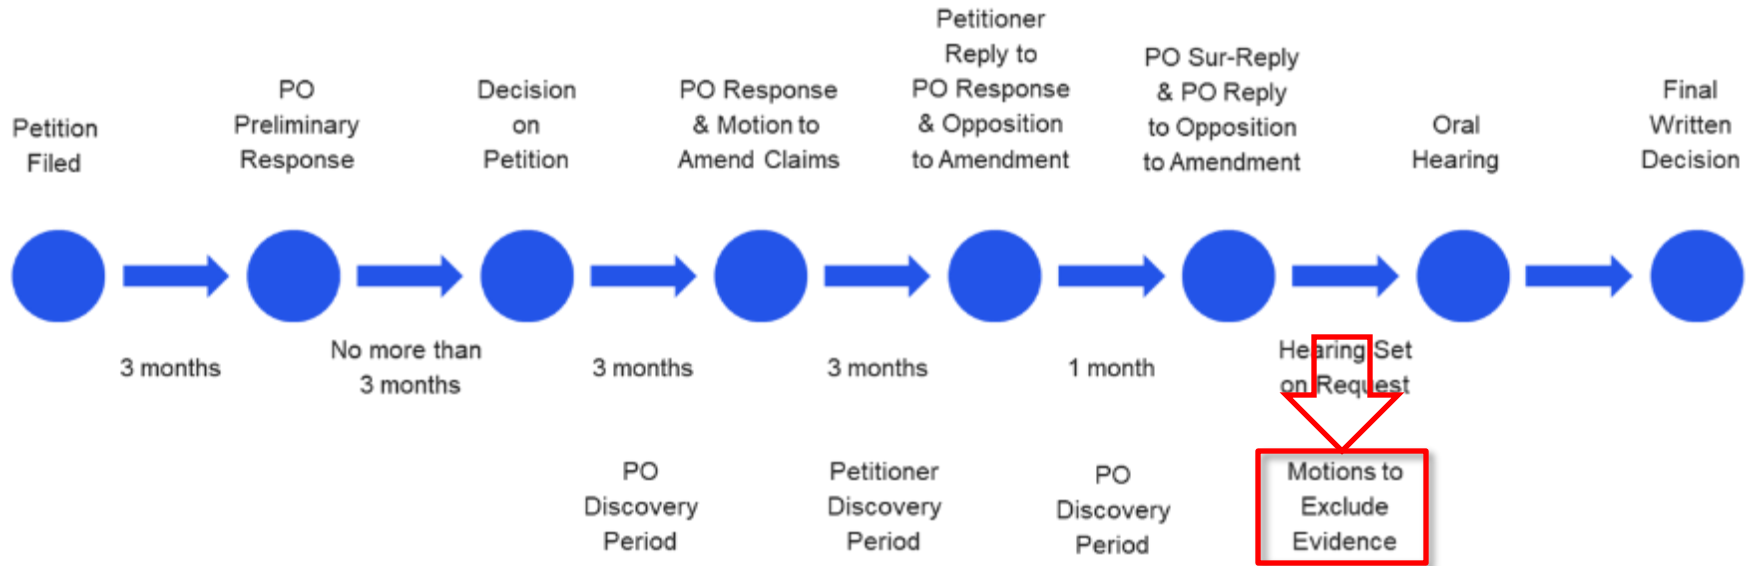 Petition
Filed
PO
Preliminary
Response
Decision
on
Petition
PO Response
& Motion to
Amend Claims
Petitioner
Reply to
PO Response
& Opposition
to Amendment
PO Sur-Reply
& PO Reply
to Opposition
to Amendment
Oral
Hearing
Final
Written
Decision
3 months
No more than
3 months
3 months
3 months
1 month
Hearing Set
on Request
PO
Discovery
Period
Petitioner
Discovery
Period
PO
Discovery
Period
Motions to
Exclude
Evidence